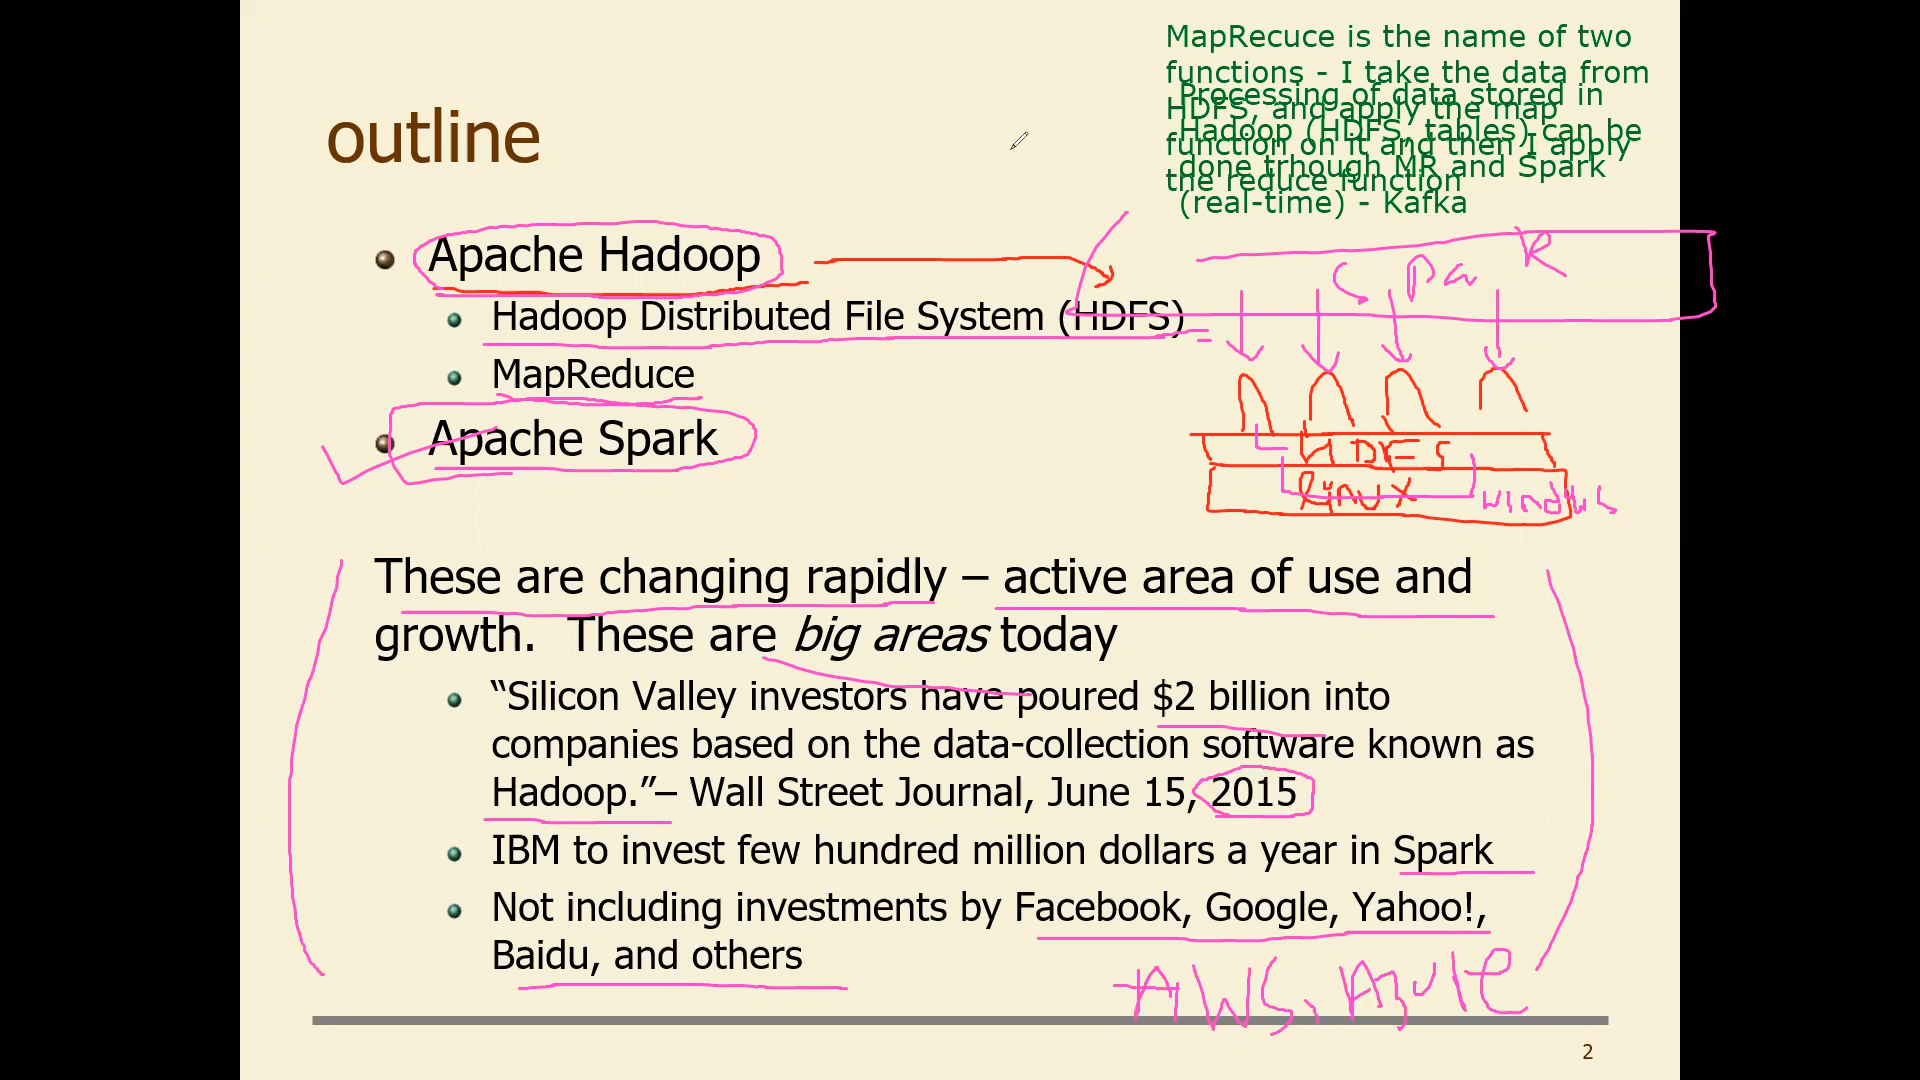 MapRecuce is the name of two
functions - I take the data from
HDFS, and apply the map
function on it and then I apply
the reduce function
Processing of data stored in
Hadoop (HDFS, tables) can be
done trhough MR and Spark
(real-time) - Kafka
outline
Apache Hadoop
Hadoop Distributed File System (HDFS)
MapReduce
Apache Spark
Spark
HDFS
Linux
Windows
These are changing rapidly – active area of use and
growth. These are big areas today
“Silicon Valley investors have poured $2 billion into
companies based on the data-collection software known as
Hadoop.”– Wall Street Journal, June 15, 2015
IBM to invest few hundred million dollars a year in Spark
Not including investments by Facebook, Google, Yahoo!,
Baidu, and others
AWS, Azure
2